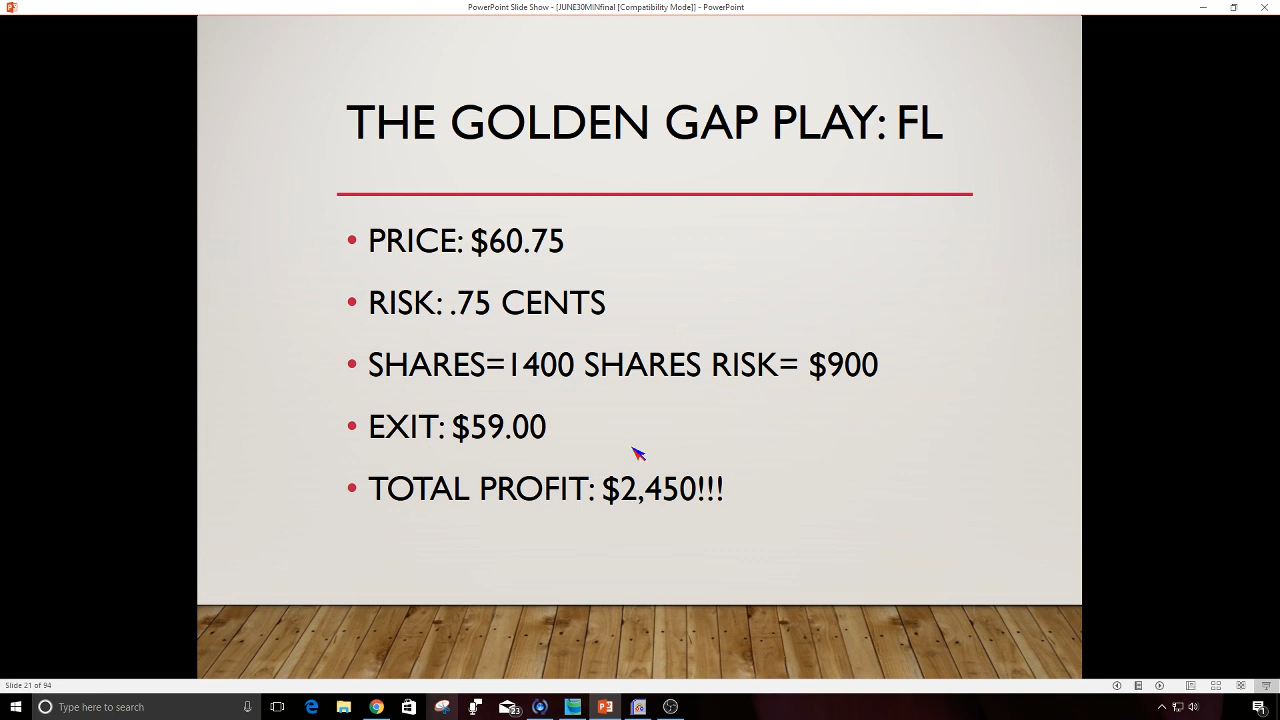 PowerPoint Slide Show - [JUNE30MINfinal [Compatibility Mode]] - PowerPoint
THE GOLDEN GAP PLAY: FL
• PRICE: $60.75
• RISK: .75 CENTS
• SHARES=1400 SHARES RISK= $900
• EXIT: $59.00
• TOTAL PROFIT: $2,450!!!
Slide 21 of 94
Type here to search